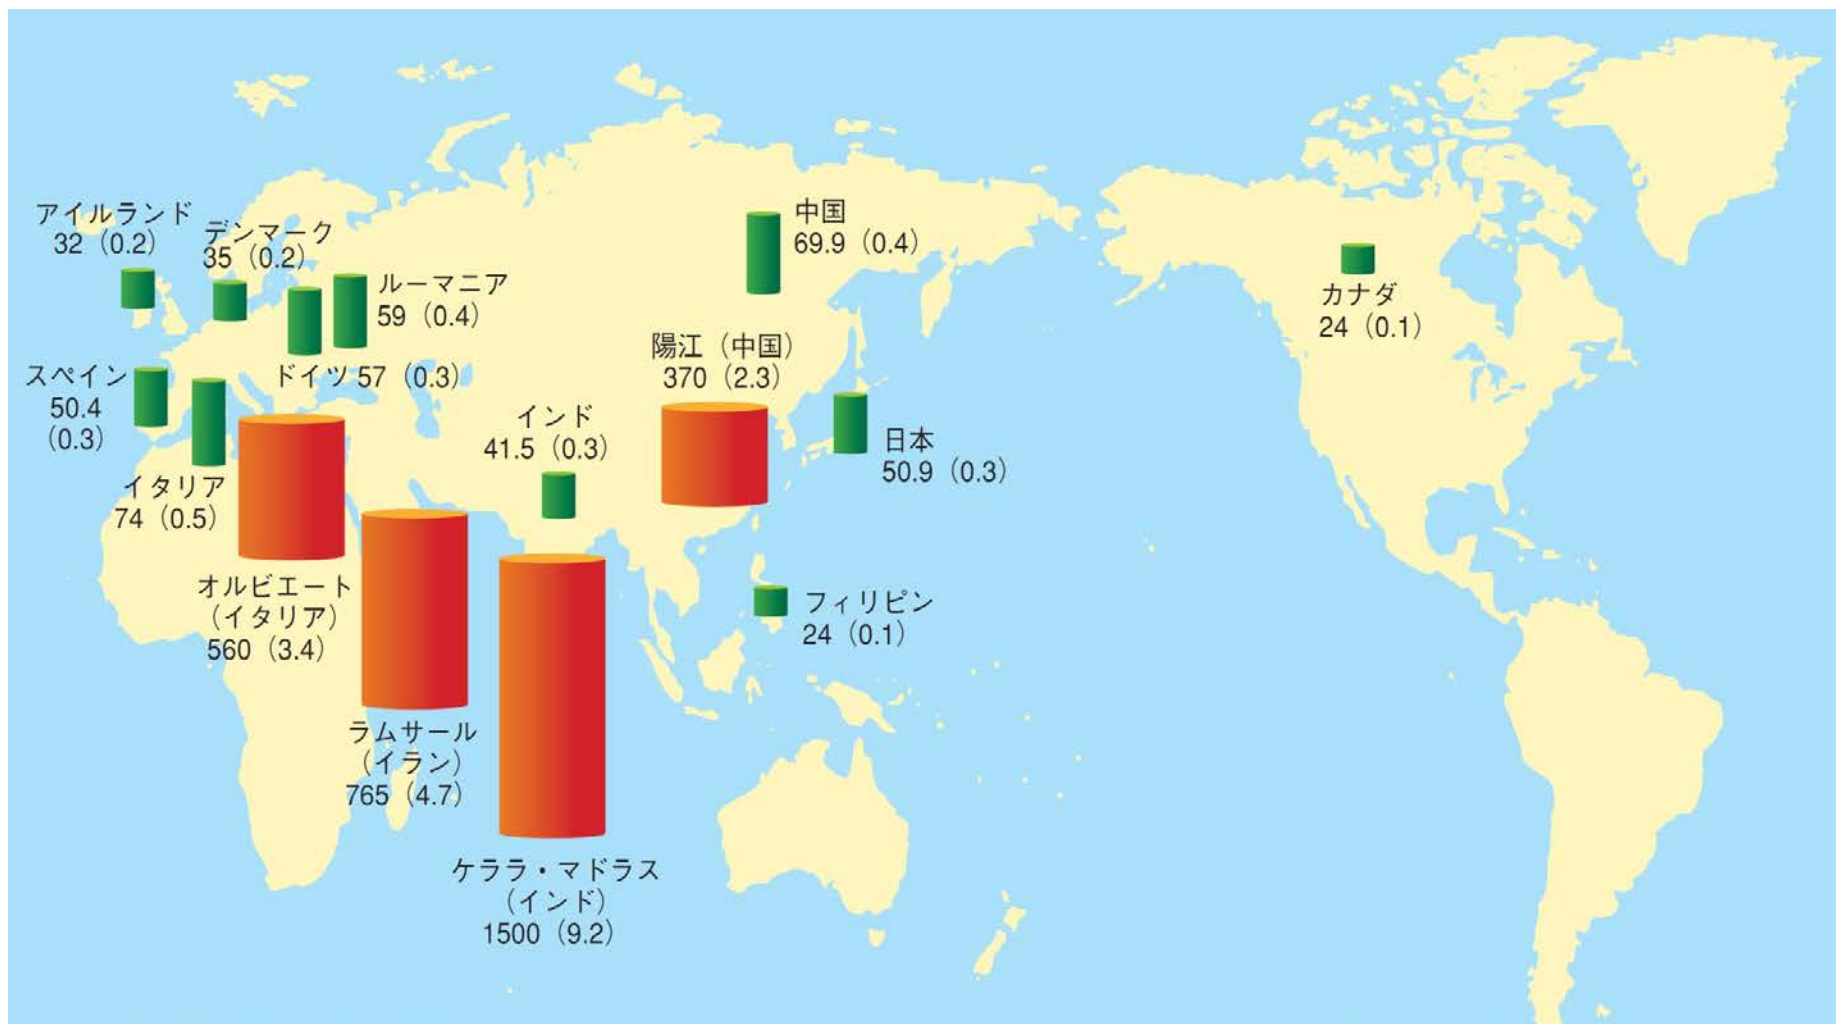 アイルランド
32（0.2）
デンマーク
35（0.2）
ルーマニア
59（0.4）
ドイツ 57（0.3）
スペイン
50.4
（0.3）
イタリア
74（0.5）
オルビエート
（イタリア）
560（3.4）
ラムサール
（イラン）
765（4.7）
インド
41.5（0.3）
ケララ・マドラス
（インド）
1500（9.2）
中国
69.9（0.4）
陽江（中国）
370（2.3）
日本
50.9（0.3）
フィリピン
24（0.1）
カナダ
24（0.1）